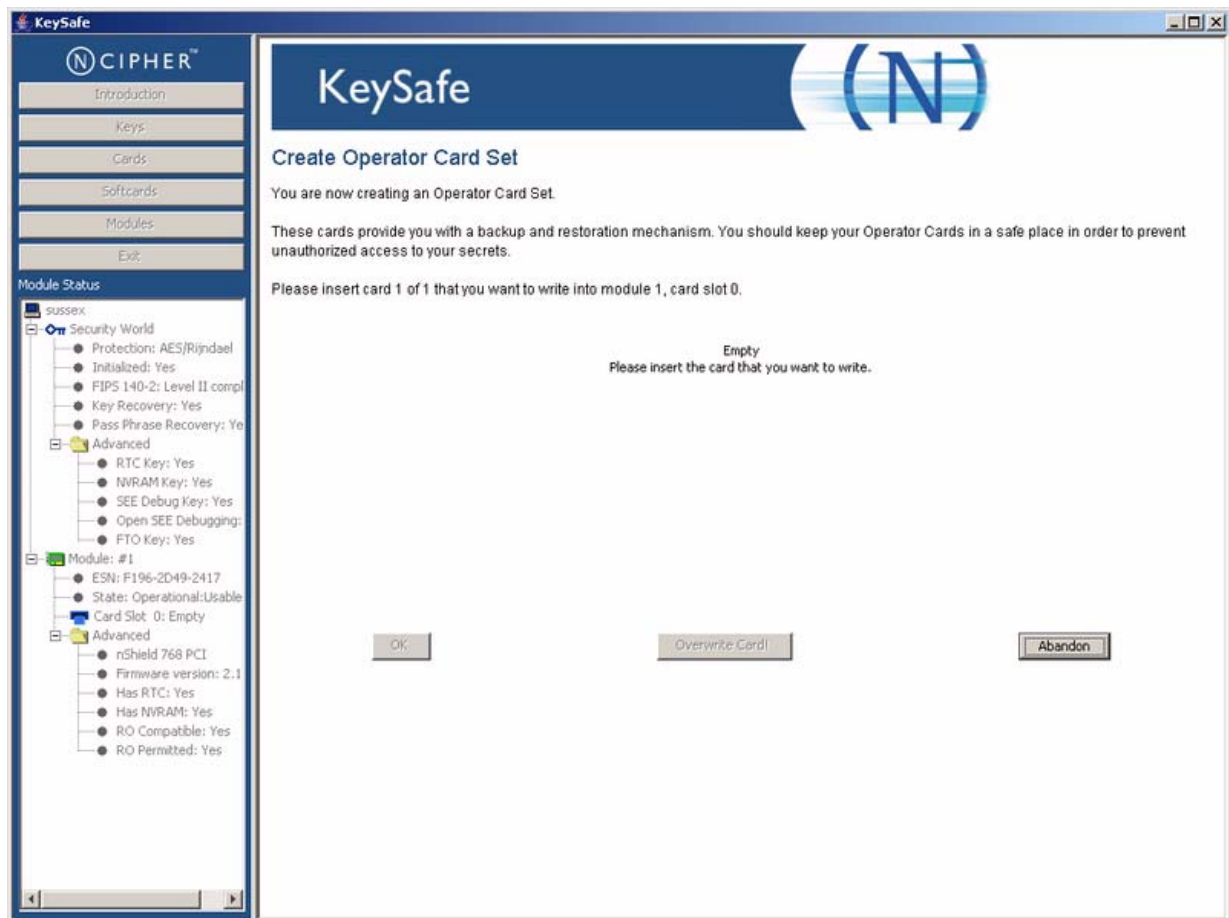 KeySafe
NCIPHER™
Introduction
Keys
Cards
Softcards
Modules
Exit
Module Status
sussex
Security World
Protection: AES/Rijndael
Initialized: Yes
FIPS 140-2: Level II compl
Key Recovery: Yes
Pass Phrase Recovery: Ye
Advanced
RTC Key: Yes
NVRAM Key: Yes
SEE Debug Key: Yes
Open SEE Debugging:
FTO Key: Yes
Module: #1
ESN: F196-2D49-2417
State: Operational:Usable
Card Slot 0: Empty
Advanced
nShield 768 PCI
Firmware version: 2.1
Has RTC: Yes
Has NVRAM: Yes
RO Compatible: Yes
RO Permitted: Yes
KeySafe
(N)
Create Operator Card Set
You are now creating an Operator Card Set.
These cards provide you with a backup and restoration mechanism. You should keep your Operator Cards in a safe place in order to prevent
unauthorized access to your secrets.
Please insert card 1 of 1 that you want to write into module 1, card slot 0.
Empty
Please insert the card that you want to write.
OK
Overwrite Card!
Abandon